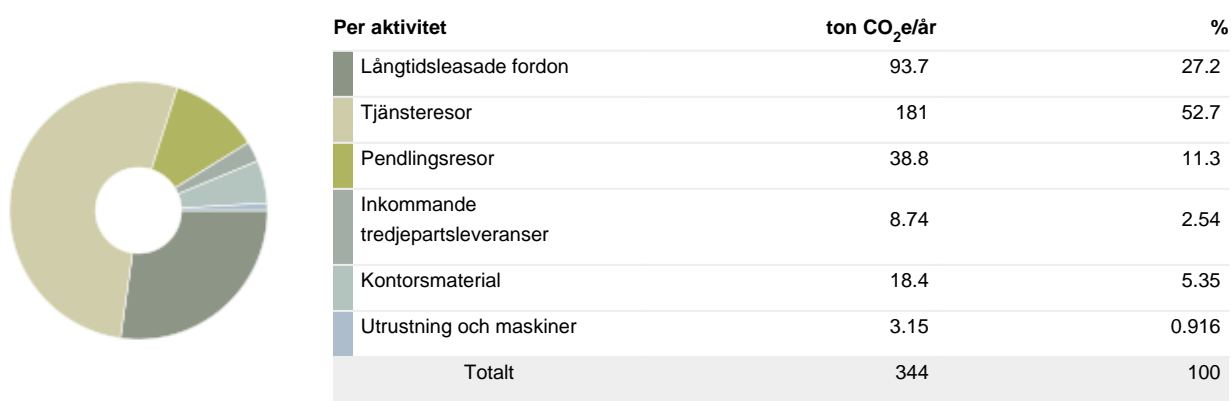 Per aktivitet ton CO2e/år %
Långtidsleasade fordon 93.7 27.2
Tjänsteresor 181 52.7
Pendlingsresor 38.8 11.3
Inkommande
tredjepartsleveranser 8.74 2.54
Kontorsmaterial 18.4 5.35
Utrustning och maskiner 3.15 0.916
Totalt 344 100